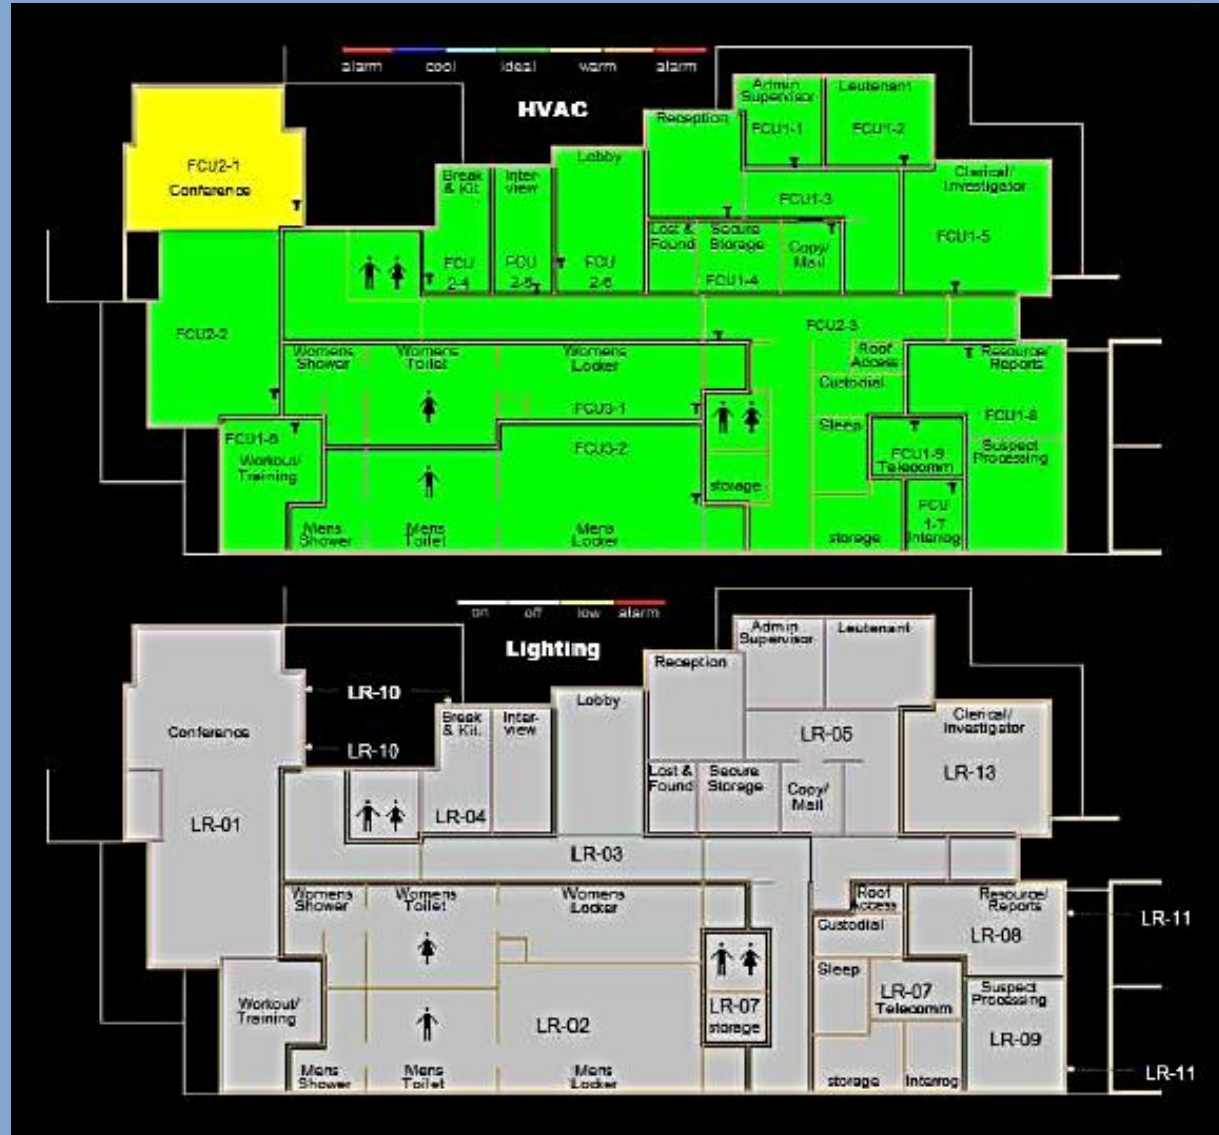 alarm cool ideal warm alarm
HVAC
Admin
Supervisor
FCU1-1
Leutenant
FCU1-2
Reception
FCU2-1
Conference
Break
& Kit.
FCU
2-4
Inter-
view
FCU
2-5
Lobby
FCU
2-6
FCU1-3
Clerical/
Investigator
FCU1-5
Lost &
Found
Secure
Storage
FCU1-4
Copy/
Mail
FCU2-2
FCU2-3
Womens
Shower
Womens
Toilet
Womens
Locker
FCU3-1
Roof
Access
Custodial
Resource/
Reports
FCU1-8
Sleep
FCU1-6
Workout/
Training
FCU3-2
FCU1-9
Telecomm
Suspect
Processing
storage
FCU
1-7
Interrog
Mens
Shower
Mens
Toilet
Mens
Locker
storage
on off low alarm
Lighting
Admin
Supervisor
Leutenant
Reception
LR-10
LR-10
Conference
Break
& Kit.
Inter-
view
Lobby
LR-05
Clerical/
Investigator
LR-13
Lost &
Found
Secure
Storage
Copy/
Mail
LR-01
LR-04
LR-03
Womens
Shower
Womens
Toilet
Womens
Locker
Roof
Access
Custodial
Resource/
Reports
LR-08
LR-11
Sleep
Workout/
Training
LR-02
LR-07
storage
LR-07
Telecomm
Suspect
Processing
LR-09
Mens
Shower
Mens
Toilet
Mens
Locker
storage
Interrog
LR-11